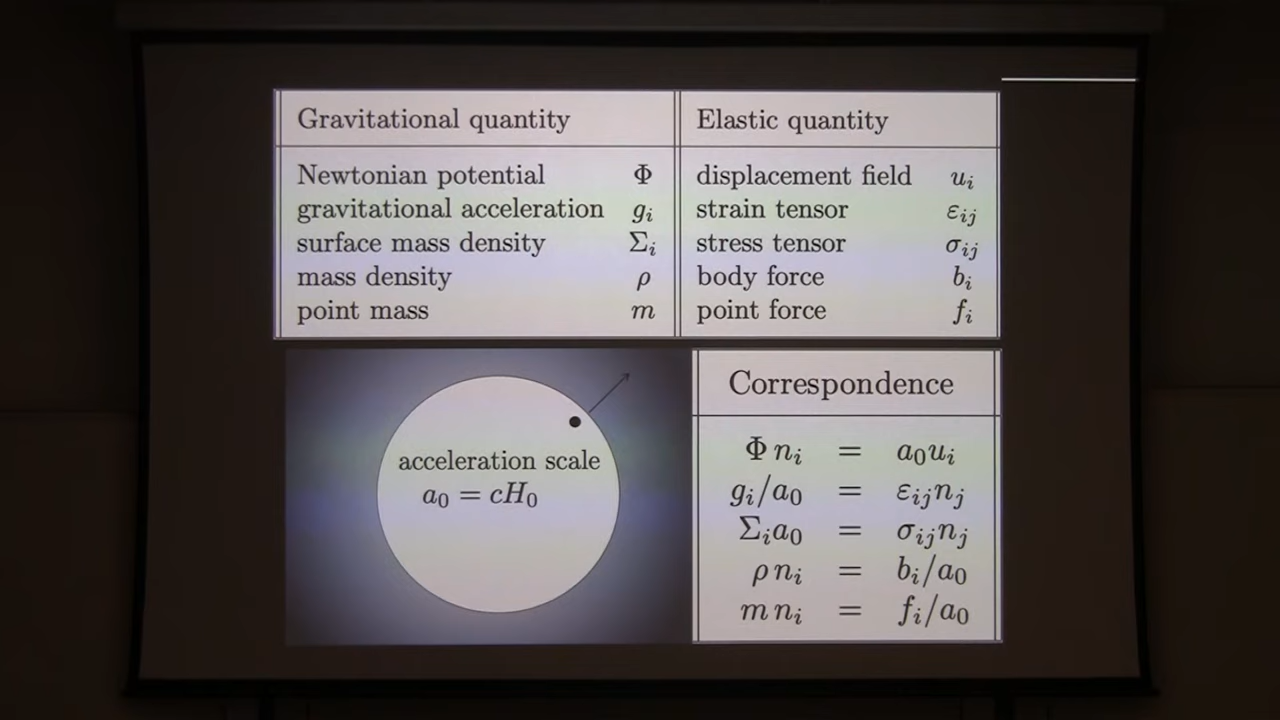 Gravitational quantity Elastic quantity
Newtonian potential Φ displacement field uᵢ
gravitational acceleration gᵢ strain tensor εᵢⱼ
surface mass density Σᵢ stress tensor σᵢⱼ
mass density ρ body force bᵢ
point mass m point force fᵢ
acceleration scale
a₀ = cH₀
Correspondence
Φ nᵢ = a₀uᵢ
gᵢ/a₀ = εᵢⱼnⱼ
Σᵢa₀ = σᵢⱼnⱼ
ρ nᵢ = bᵢ/a₀
m nᵢ = fᵢ/a₀